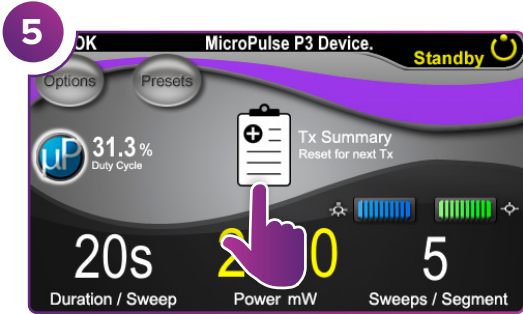 5
OK
MicroPulse P3 Device.
Standby
Options
Presets
µP
31.3 %
Duty Cycle
Tx Summary
Reset for next Tx
20s
5
Duration / Sweep
Power mW
Sweeps / Segment